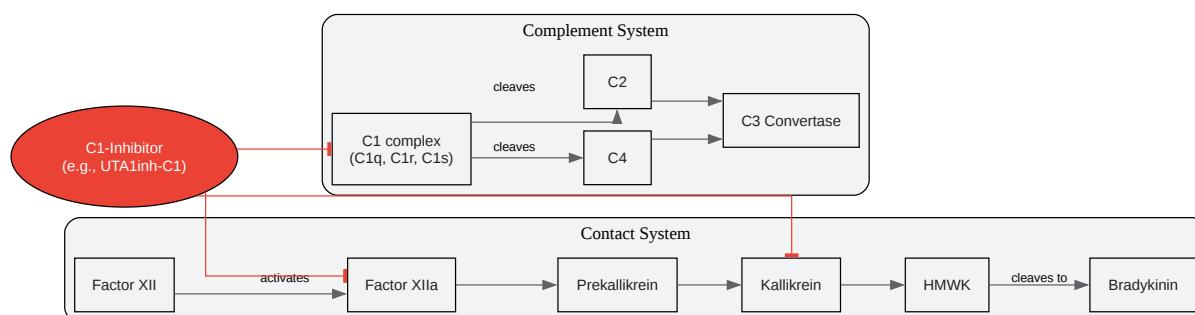 Complement System
C2
cleaves
C3 Convertase
C1-Inhibitor
(e.g., UTA1inh-C1)
C1 complex
(C1q, C1r, C1s)
cleaves
C4
Contact System
Factor XII
activates
Factor XIIa
Prekallikrein
Kallikrein
HMWK
cleaves to
Bradykinin